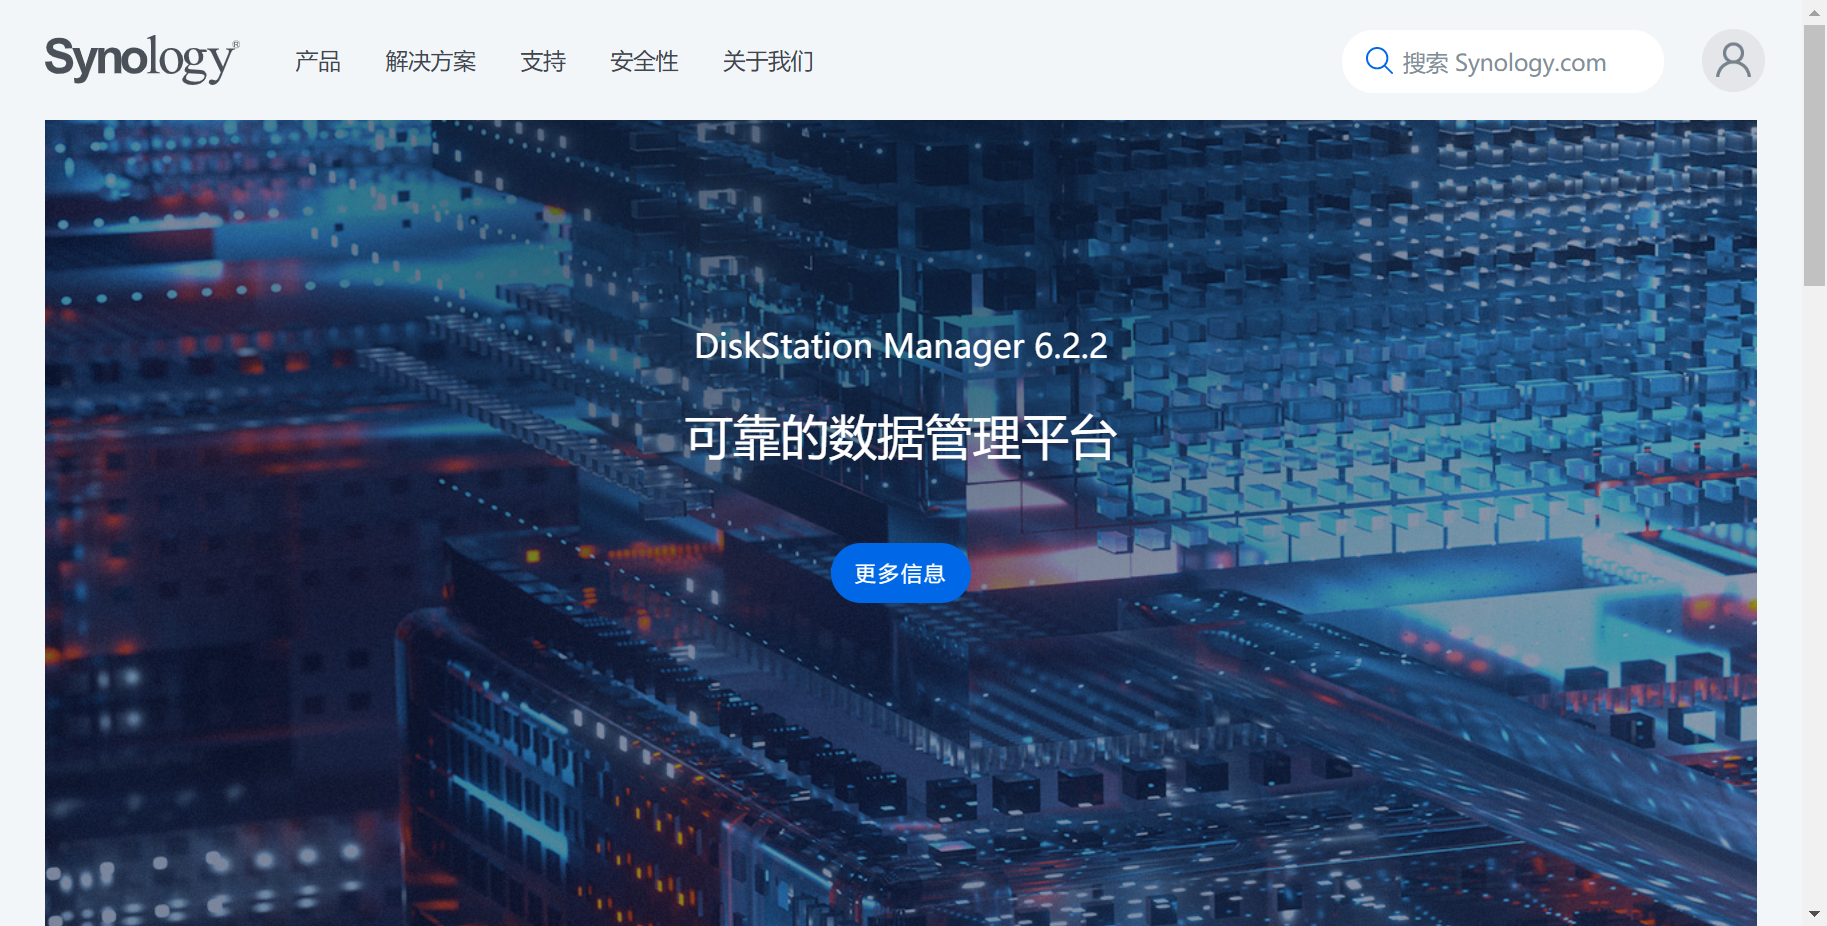 Synology®
产品 解决方案 支持 安全性 关于我们
搜索 Synology.com
DiskStation Manager 6.2.2
可靠的数据管理平台
更多信息